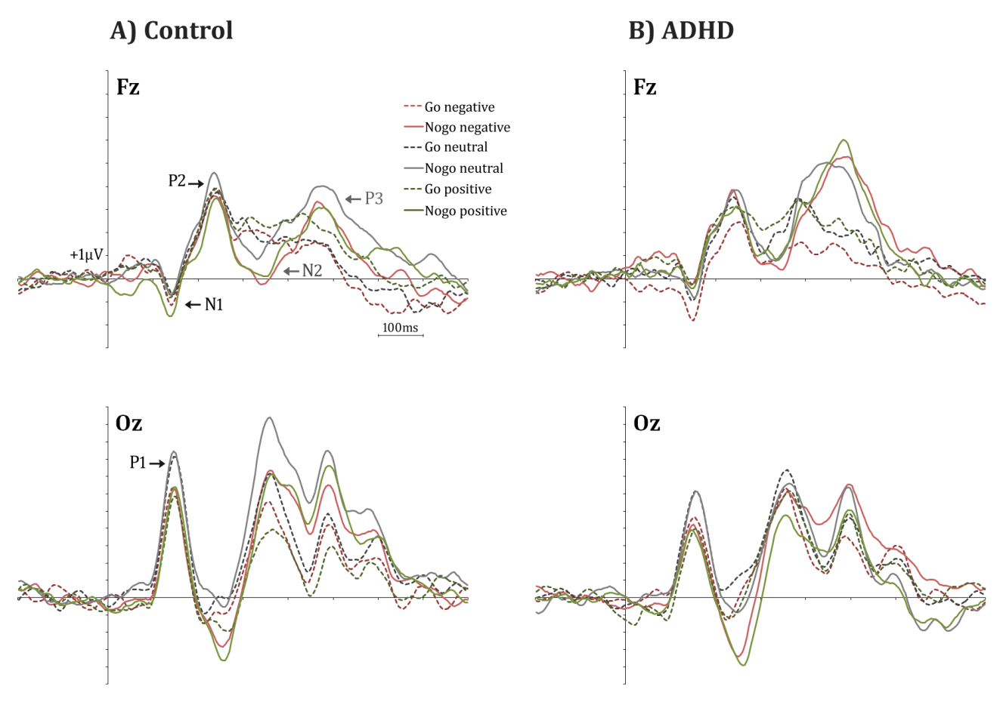 A) Control
B) ADHD
Fz
Fz
Go negative
Nogo negative
Go neutral
Nogo neutral
Go positive
Nogo positive
P2
P3
+1μV
N2
N1
100ms
Oz
Oz
P1